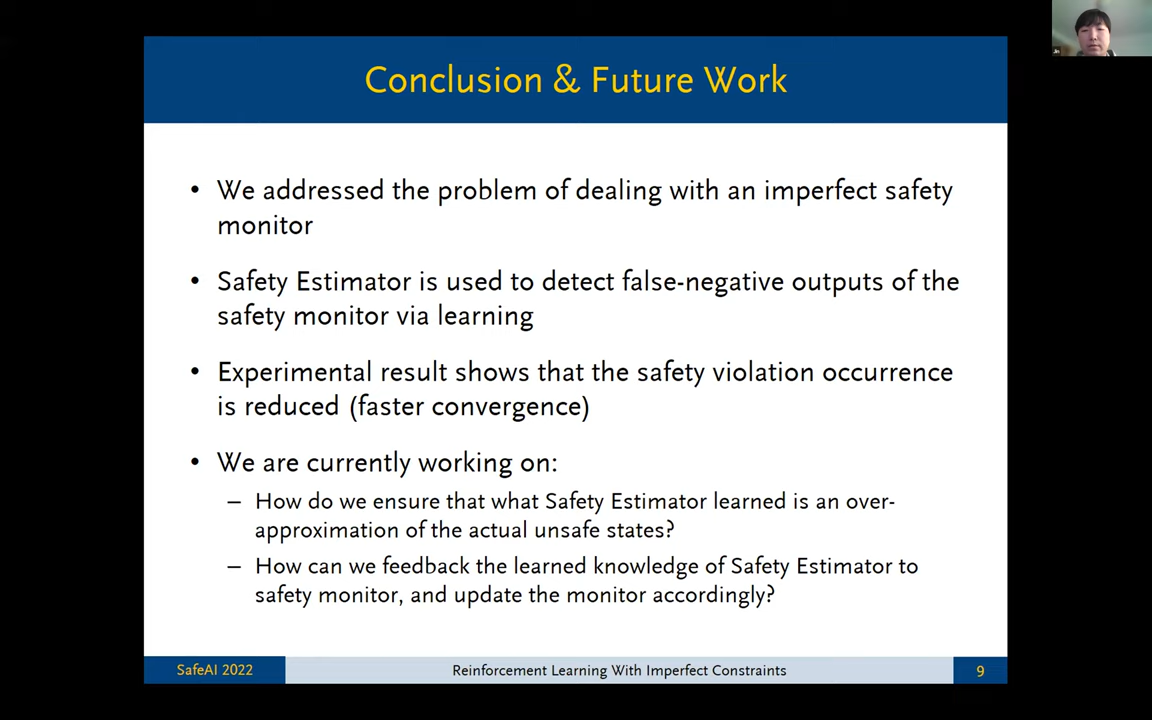 Conclusion & Future Work
• We addressed the problem of dealing with an imperfect safety
monitor
• Safety Estimator is used to detect false-negative outputs of the
safety monitor via learning
• Experimental result shows that the safety violation occurrence
is reduced (faster convergence)
• We are currently working on:
– How do we ensure that what Safety Estimator learned is an over-
approximation of the actual unsafe states?
– How can we feedback the learned knowledge of Safety Estimator to
safety monitor, and update the monitor accordingly?
SafeAI 2022
Reinforcement Learning With Imperfect Constraints
9